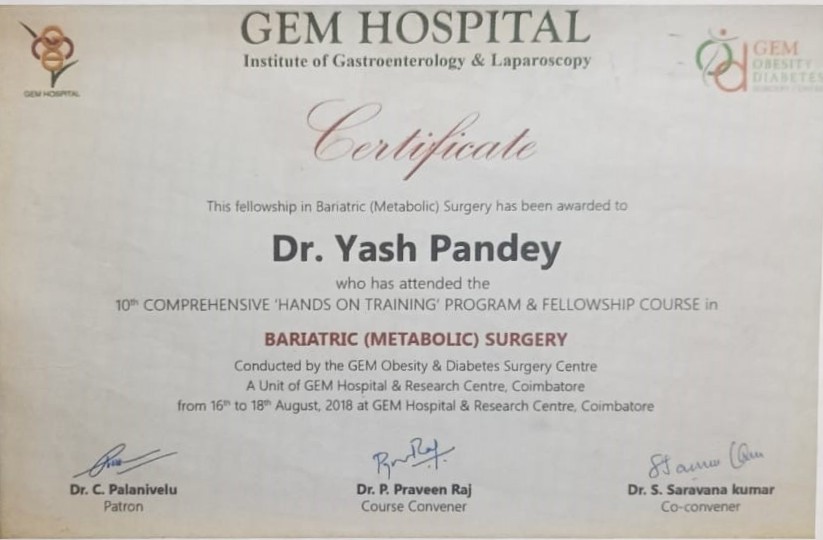 GEM HOSPITAL
Institute of Gastroenterology & Laparoscopy
GEM HOSPITAL
GEM
OBESITY
DIABETES
Certificate
This fellowship in Bariatric (Metabolic) Surgery has been awarded to
Dr. Yash Pandey
who has attended the
10th COMPREHENSIVE 'HANDS ON TRAINING' PROGRAM & FELLOWSHIP COURSE in
BARIATRIC (METABOLIC) SURGERY
Conducted by the GEM Obesity & Diabetes Surgery Centre
A Unit of GEM Hospital & Research Centre, Coimbatore
from 16th to 18th August, 2018 at GEM Hospital & Research Centre, Coimbatore
Dr. C. Palanivelu
Patron
Dr. P. Praveen Raj
Course Convener
Dr. S. Saravana kumar
Co-convener